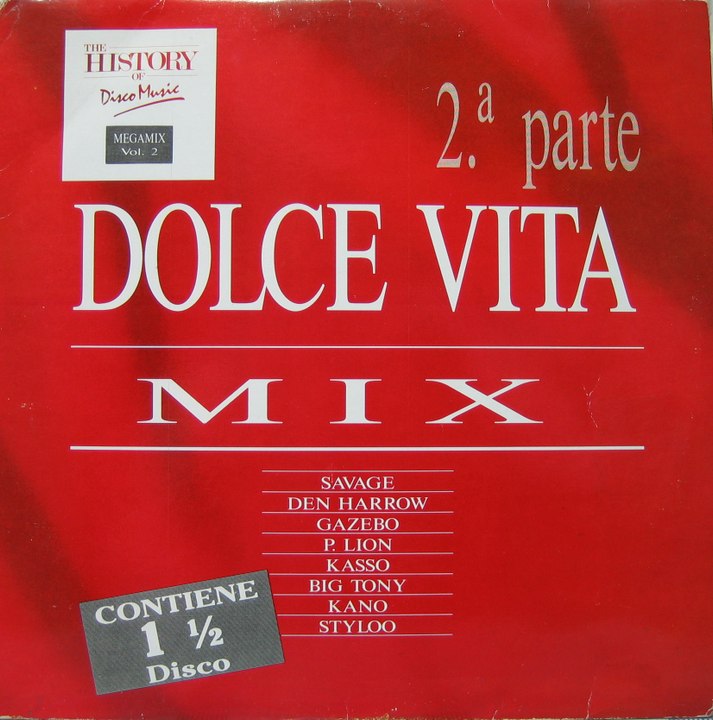 THE
HISTORY
OF
Disco Music
MEGAMIX
Vol. 2
2.ª parte
DOLCE VITA
MIX
SAVAGE
DEN HARROW
GAZEBO
P. LION
KASSO
BIG TONY
KANO
STYLOO
CONTIENE
1 ½
Disco